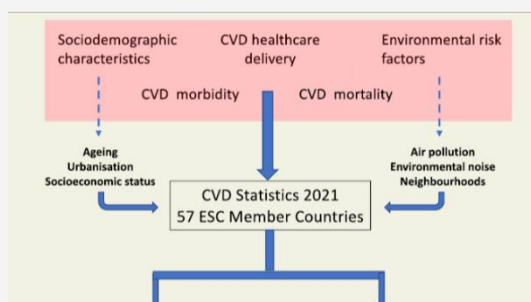 Sociodemographic
characteristics
CVD healthcare
delivery
Environmental risk
factors
CVD morbidity
CVD mortality
Ageing
Urbanisation
Socioeconomic status
Air pollution
Environmental noise
Neighbourhoods
CVD Statistics 2021
57 ESC Member Countries